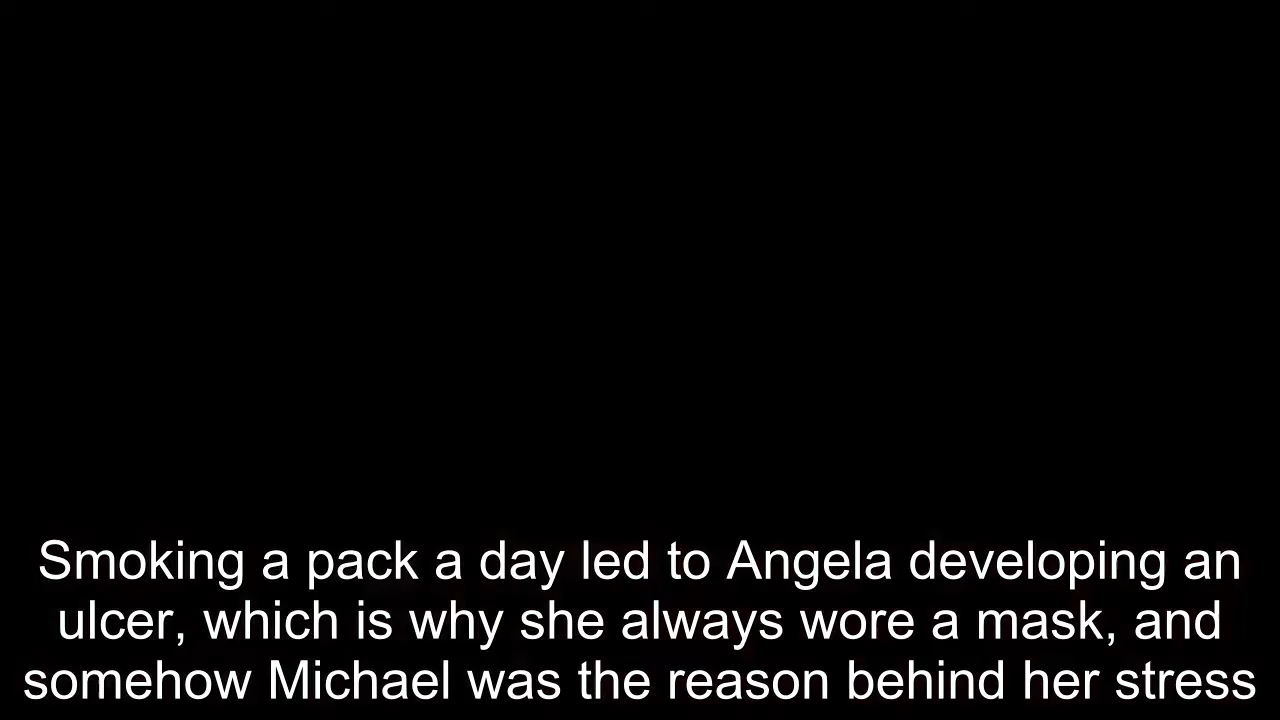 Smoking a pack a day led to Angela developing an
ulcer, which is why she always wore a mask, and
somehow Michael was the reason behind her stress